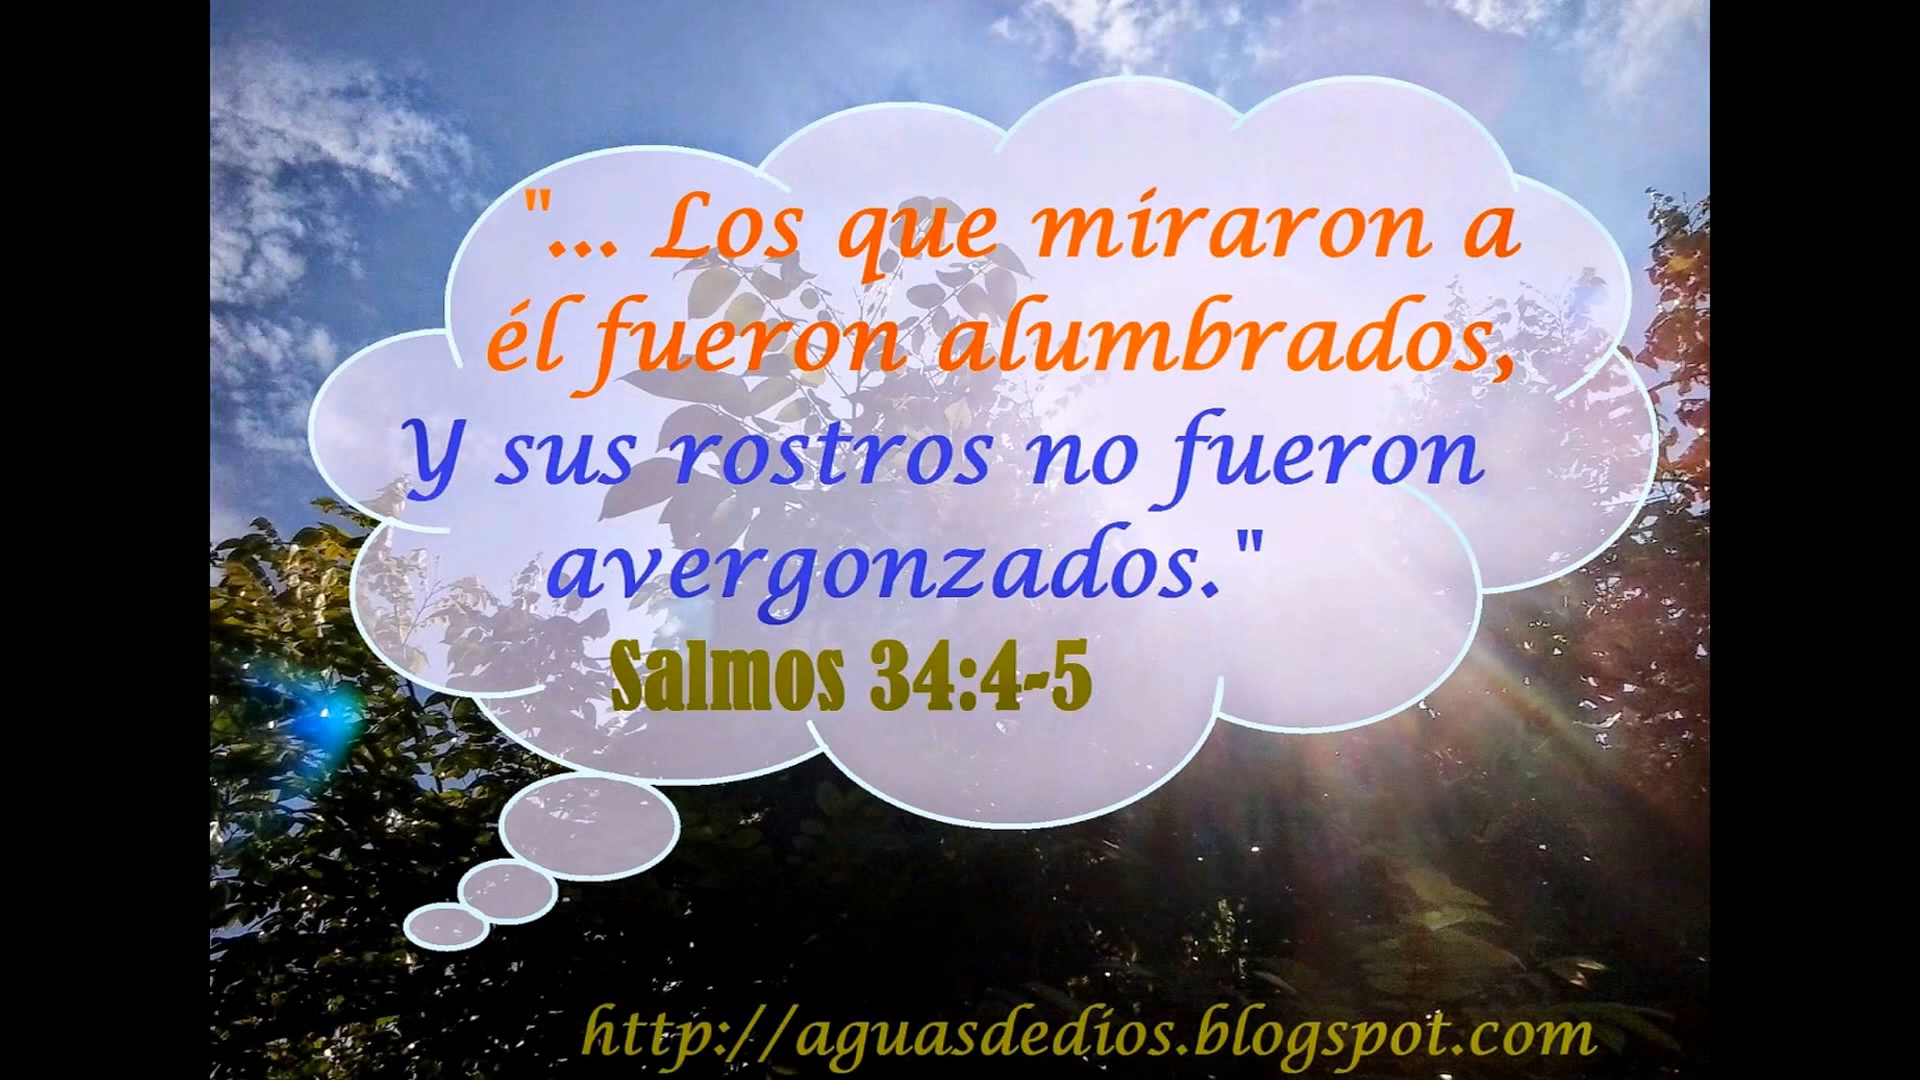 "... Los que miraron a
él fueron alumbrados,
Y sus rostros no fueron
avergonzados."
Salmos 34:4-5
http://aguasdedios.blogspot.com